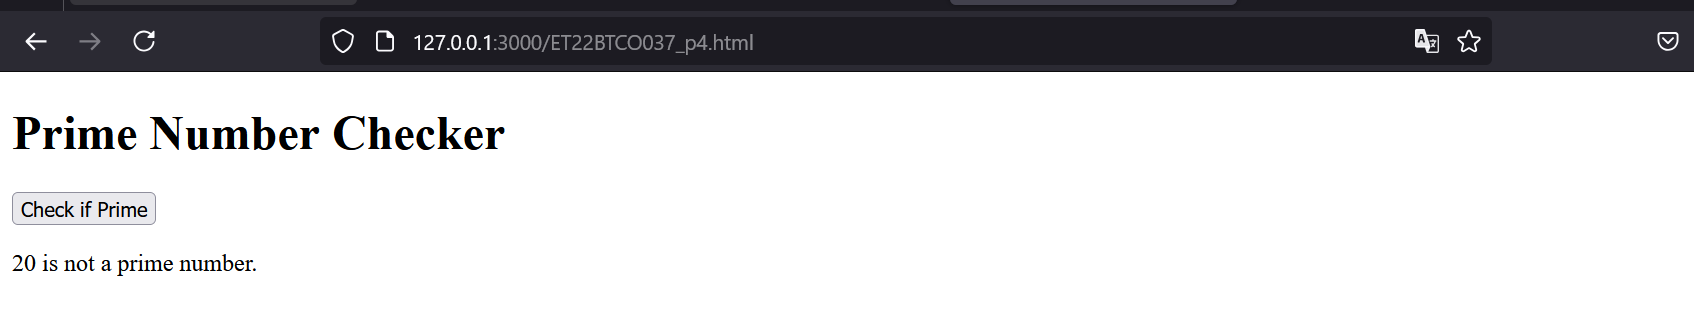 127.0.0.1:3000/ET22BTCO037_p4.html
Prime Number Checker
Check if Prime
20 is not a prime number.